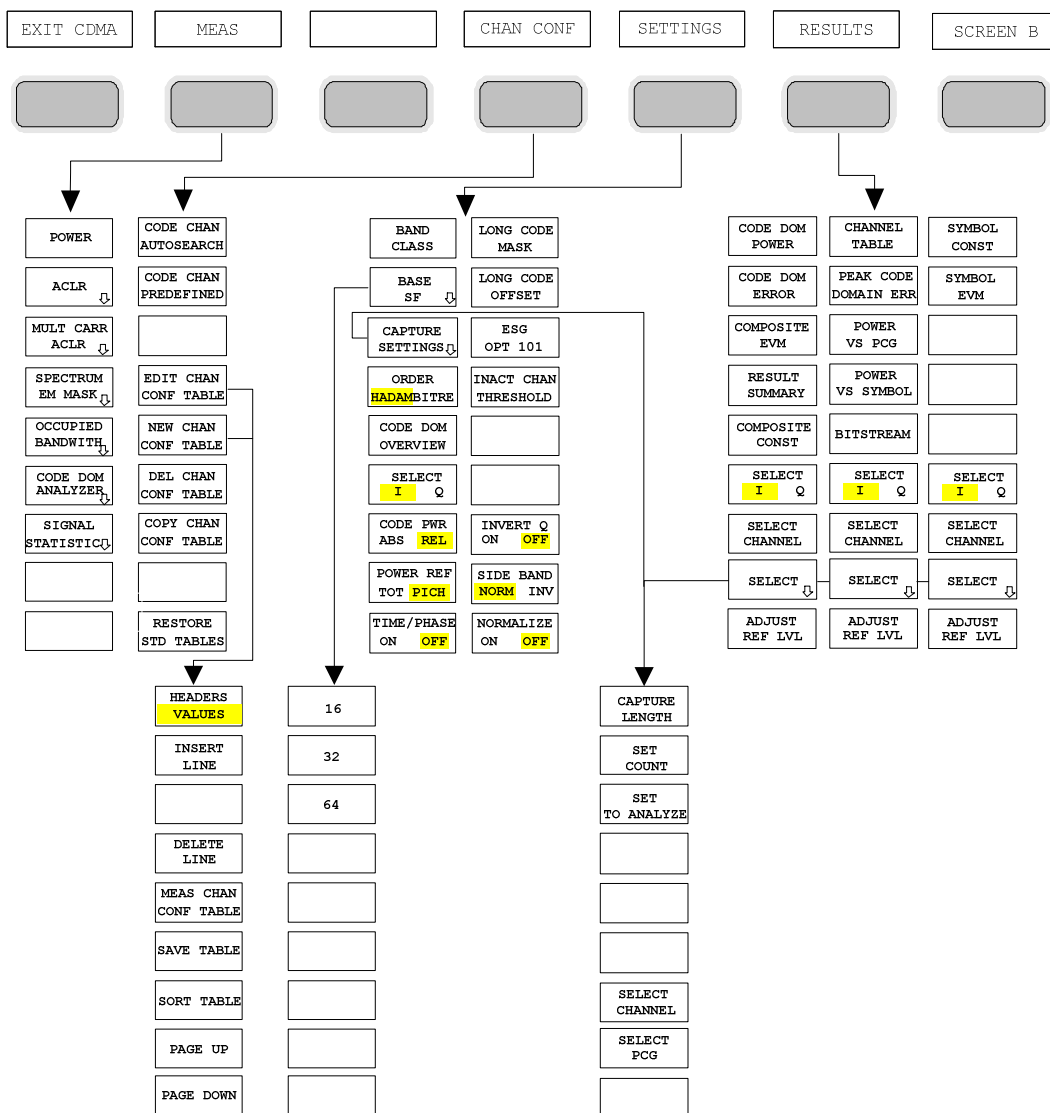 EXIT CDMA
MEAS
CHAN CONF
SETTINGS
RESULTS
SCREEN B
POWER
ACLR
MULT CARR
ACLR
SPECTRUM
EM MASK
OCCUPIED
BANDWITH
CODE DOM
ANALYZER
SIGNAL
STATISTIC
CODE CHAN
AUTOSEARCH
CODE CHAN
PREDEFINED
EDIT CHAN
CONF TABLE
NEW CHAN
CONF TABLE
DEL CHAN
CONF TABLE
COPY CHAN
CONF TABLE
RESTORE
STD TABLES
BAND
CLASS
BASE
SF
CAPTURE
SETTINGS
ORDER
HADAMBITRE
CODE DOM
OVERVIEW
SELECT
I Q
CODE PWR
ABS REL
POWER REF
TOT PICH
TIME/PHASE
ON OFF
LONG CODE
MASK
LONG CODE
OFFSET
ESG
OPT 101
INACT CHAN
THRESHOLD
INVERT Q
ON OFF
SIDE BAND
NORM INV
NORMALIZE
ON OFF
CODE DOM
POWER
CODE DOM
ERROR
COMPOSITE
EVM
RESULT
SUMMARY
COMPOSITE
CONST
SELECT
I Q
SELECT
CHANNEL
SELECT
ADJUST
REF LVL
CHANNEL
TABLE
PEAK CODE
DOMAIN ERR
POWER
VS PCG
POWER
VS SYMBOL
BITSTREAM
SELECT
I Q
SELECT
CHANNEL
SELECT
ADJUST
REF LVL
SYMBOL
CONST
SYMBOL
EVM
SELECT
I Q
SELECT
CHANNEL
SELECT
ADJUST
REF LVL
HEADERS
VALUES
INSERT
LINE
DELETE
LINE
MEAS CHAN
CONF TABLE
SAVE TABLE
SORT TABLE
PAGE UP
PAGE DOWN
16
32
64
CAPTURE
LENGTH
SET
COUNT
SET
TO ANALYZE
SELECT
CHANNEL
SELECT
PCG